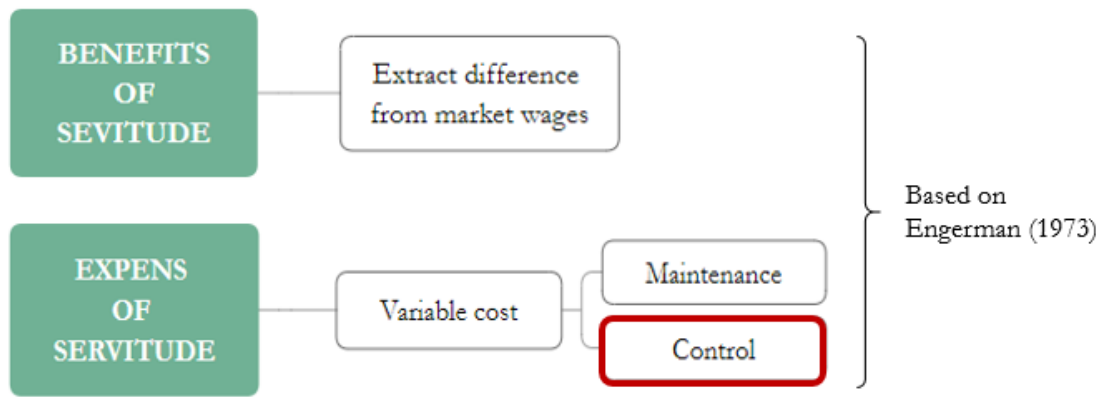 BENEFITS
OF
SEVITUDE
Extract difference
from market wages
EXPENS
OF
SERVITUDE
Variable cost
Maintenance
Control
Based on
Engerman (1973)